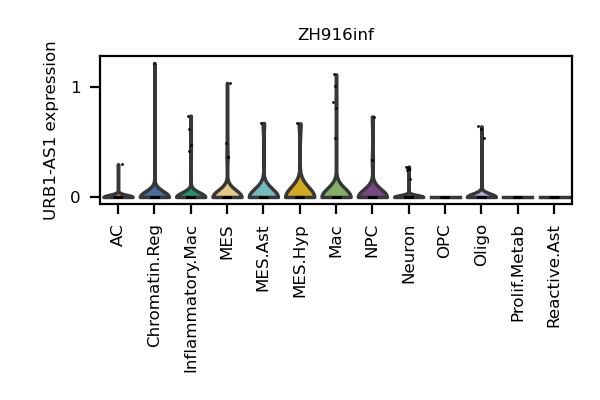 ZH916inf
URB1-AS1 expression
1
0
AC
Chromatin.Reg
Inflammatory.Mac
MES
MES.Ast
MES.Hyp
Mac
NPC
Neuron
OPC
Oligo
Prolif.Metab
Reactive.Ast